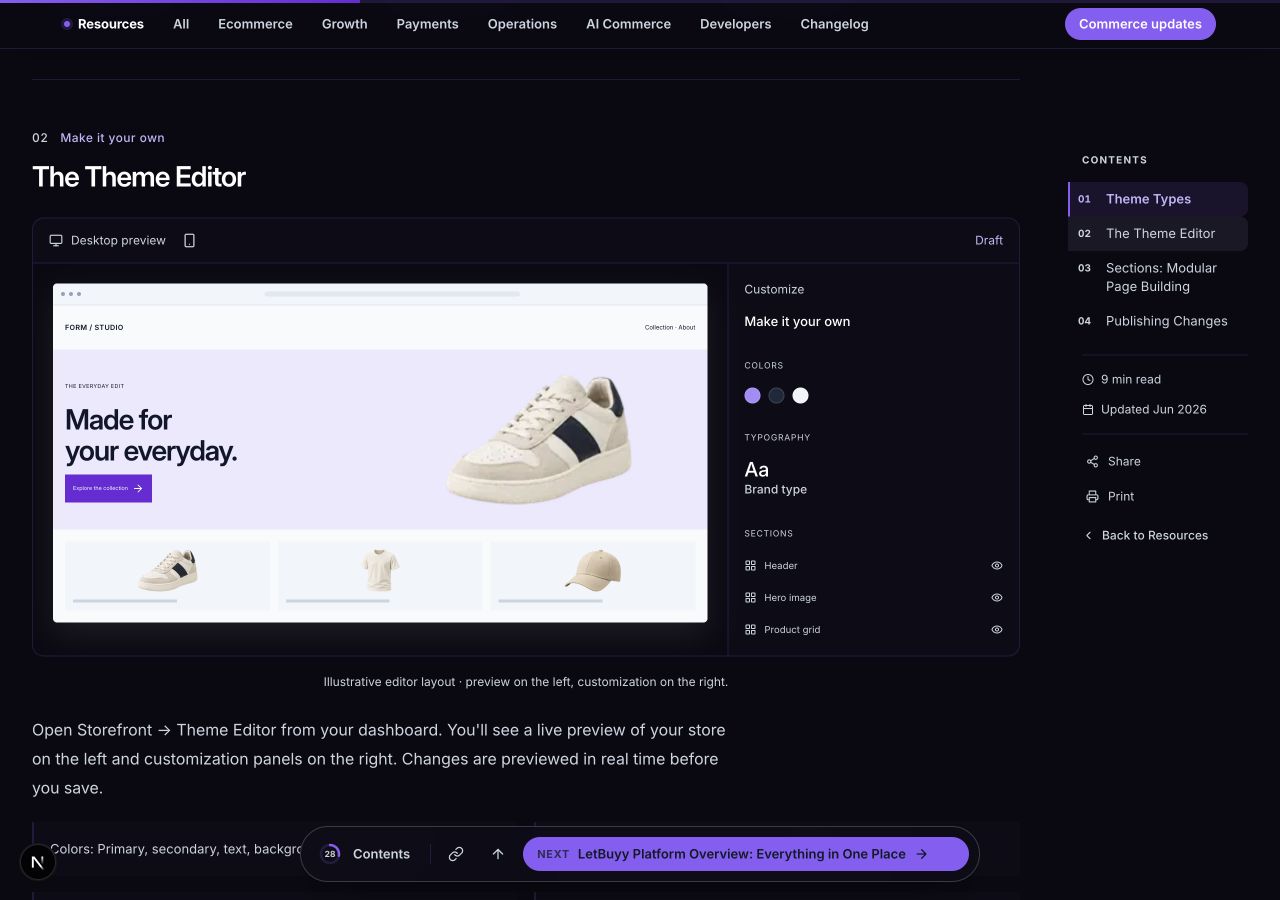 Resources
All
Ecommerce
Growth
Payments
Operations
AI Commerce
Developers
Changelog
Commerce updates
02 Make it your own
The Theme Editor
Desktop preview
Draft
FORM / STUDIO
Collection · About
THE EVERYDAY EDIT
Made for
your everyday.
Explore the collection →
Customize
Make it your own
COLORS
TYPOGRAPHY
Aa
Brand type
SECTIONS
Header
Hero image
Product grid
Illustrative editor layout · preview on the left, customization on the right.
Open Storefront → Theme Editor from your dashboard. You'll see a live preview of your store
on the left and customization panels on the right. Changes are previewed in real time before
you save.
Colors: Primary, secondary, text,
CONTENTS
01 Theme Types
02 The Theme Editor
03 Sections: Modular
Page Building
04 Publishing Changes
9 min read
Updated Jun 2026
Share
Print
Back to Resources
N
28 Contents
NEXT LetBuyy Platform Overview: Everything in One Place →